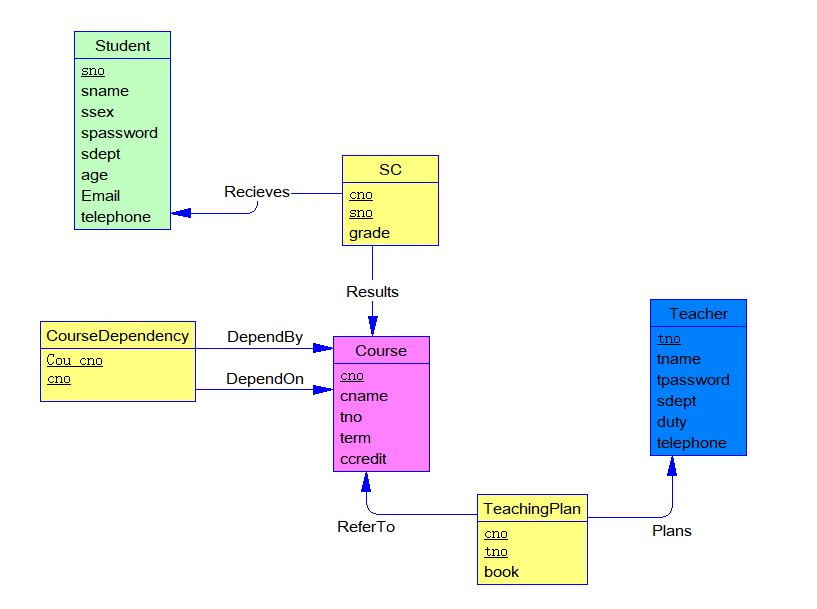 Student
sno
sname
ssex
spassword
sdept
age
Email
telephone
Recieves
SC
cno
sno
grade
Results
CourseDependency
Cou_cno
cno
DependBy
DependOn
Course
cno
cname
tno
term
ccredit
Teacher
tno
tname
tpassword
sdept
duty
telephone
ReferTo
TeachingPlan
cno
tno
book
Plans